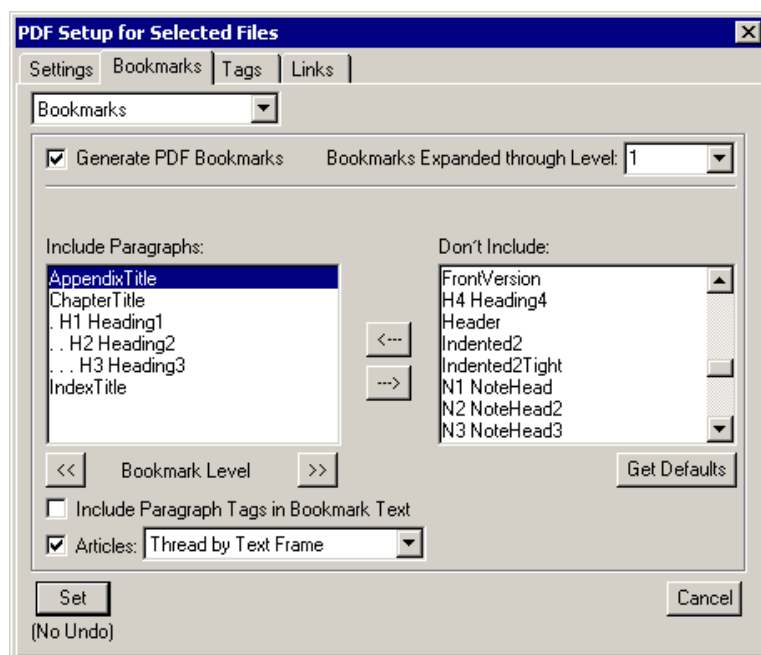 PDF Setup for Selected Files
Settings Bookmarks Tags Links
Bookmarks
Generate PDF Bookmarks Bookmarks Expanded through Level: 1
Include Paragraphs: Don't Include:
AppendixTitle
ChapterTitle
. H1 Heading1
. . H2 Heading2
. . . H3 Heading3
IndexTitle
<---
--->
FrontVersion
H4 Heading4
Header
Indented2
Indented2Tight
N1 NoteHead
N2 NoteHead2
N3 NoteHead3
<< Bookmark Level >> Get Defaults
Include Paragraph Tags in Bookmark Text
Articles: Thread by Text Frame
Set Cancel
(No Undo)